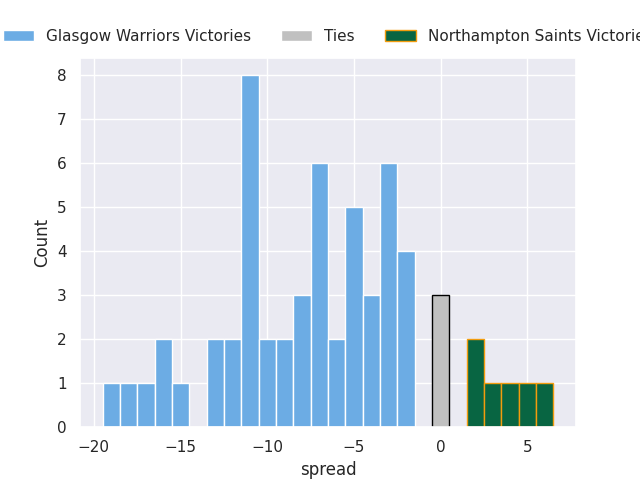 Glasgow Warriors Victories Ties Northampton Saints Victorie
8
7
6
5
4
3
2
1
0
Count
−20 −15 −10 −5 0 5
spread